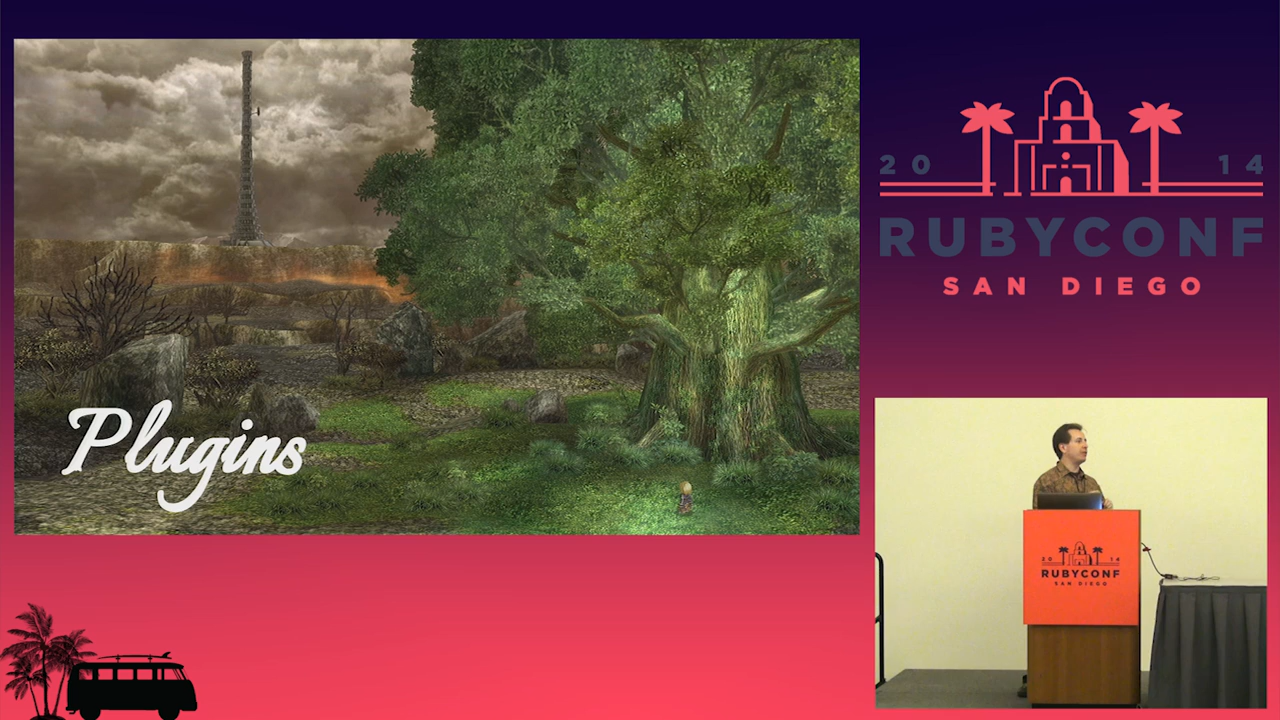 Plugins
20 14
RUBYCONF
SAN DIEGO
20 14
RUBYCONF
SAN DIEGO